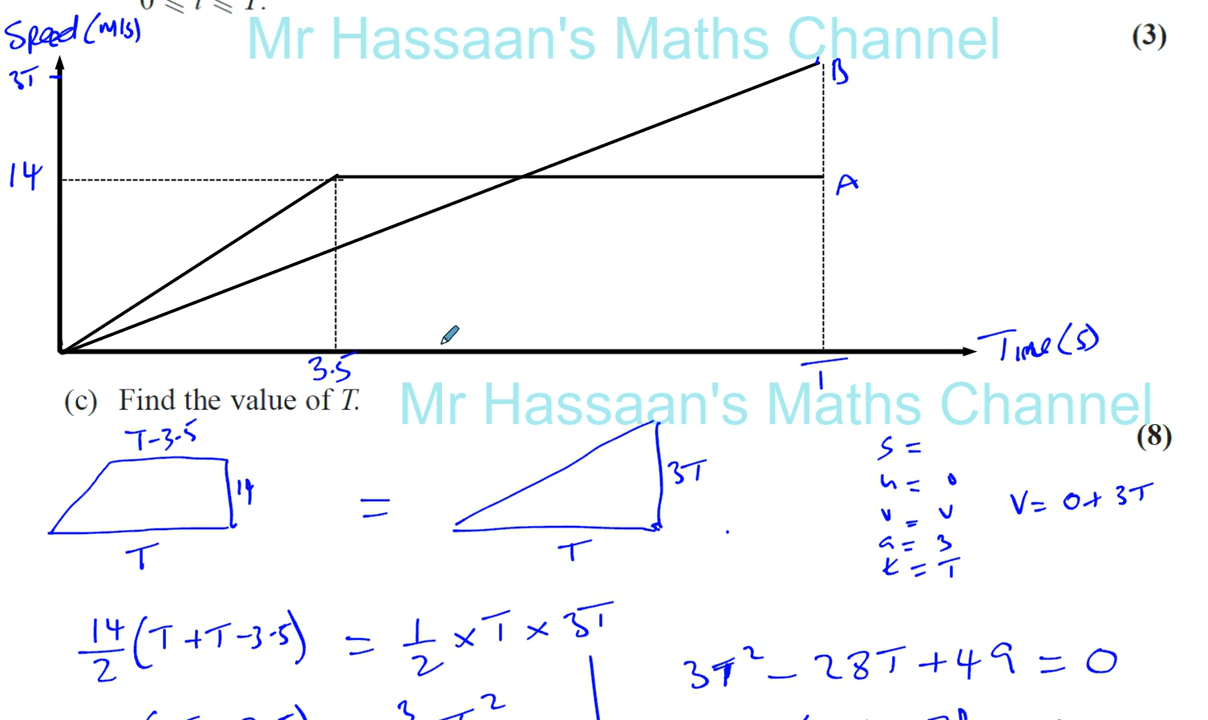 0 ⩽ t ⩽ T.
Speed (m/s)
Mr Hassaan's Maths Channel
(3)
3T
B
14
A
Time (s)
3.5
T
(c) Find the value of T.
Mr Hassaan's Maths Channel
(8)
T-3.5
14
T
=
3T
T
s =
u = 0
v = v
a = 3
t = T
V = 0 + 3T
14/2 (T + T - 3.5) = 1/2 × T × 3T
3T² - 28T + 49 = 0